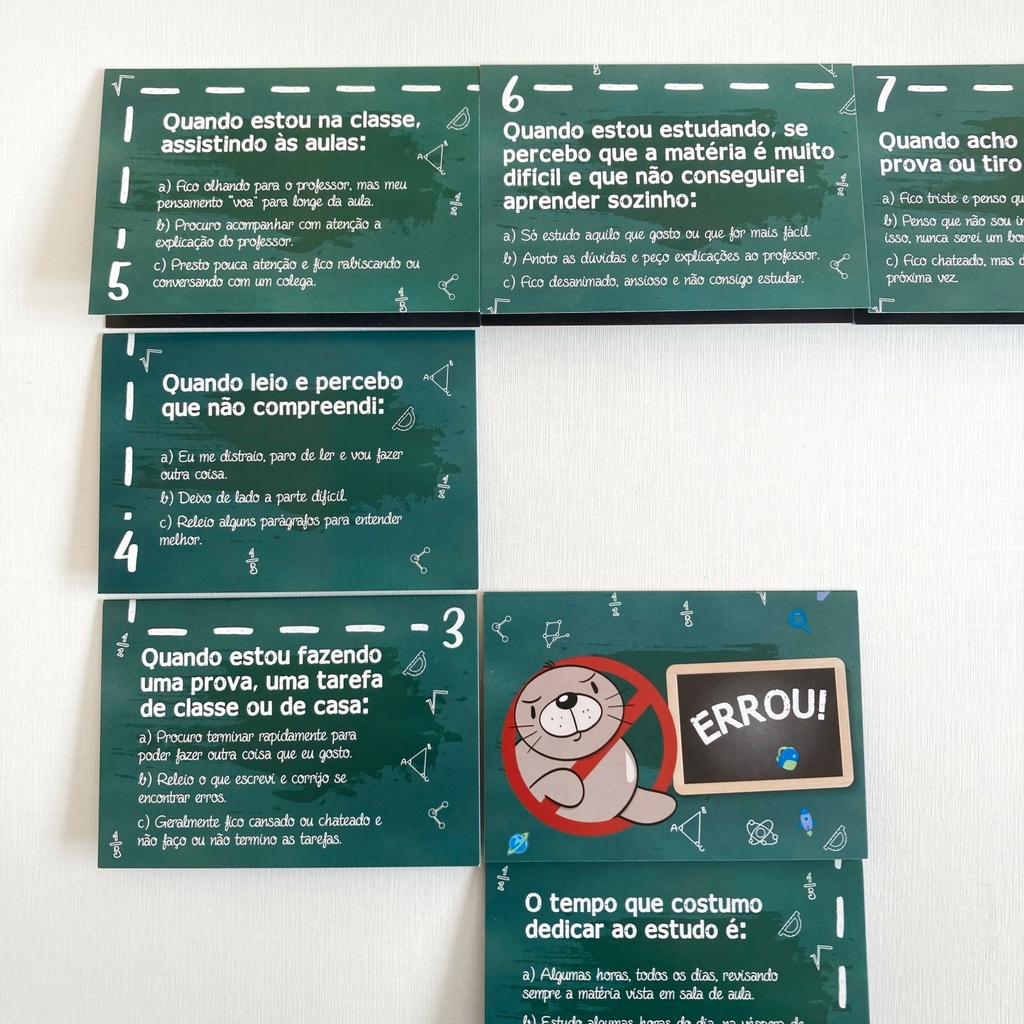 Quando estou na classe,
assistindo às aulas:
a) Fico olhando para o professor, mas meu
pensamento "voa" para longe da aula.
b) Procuro acompanhar com atenção a
explicação do professor.
c) Presto pouca atenção e fico rabiscando ou
conversando com um colega.
5
6
Quando estou estudando, se
percebo que a matéria é muito
difícil e que não conseguirei
aprender sozinho:
a) Só estudo aquilo que gosto ou que for mais fácil.
b) Anoto as dúvidas e peço explicações ao professor.
c) Fico desanimado, ansioso e não consigo estudar.
7
Quando acho
prova ou tiro
a) Fico triste e penso
b) Penso que não sou
isso, nunca serei um
c) Fico chateado, mas
próxima vez.
Quando leio e percebo
que não compreendi:
a) Eu me distraio, paro de ler e vou fazer
outra coisa.
b) Deixo de lado a parte difícil.
c) Releio alguns parágrafos para entender
melhor.
4
3
Quando estou fazendo
uma prova, uma tarefa
de classe ou de casa:
a) Procuro terminar rapidamente para
poder fazer outra coisa que eu gosto.
b) Releio o que escrevi e corrijo se
encontrar erros.
c) Geralmente fico cansado ou chateado e
não faço ou não termino as tarefas.
ERROU!
O tempo que costumo
dedicar ao estudo é:
a) Algumas horas, todos os dias, revisando
sempre a matéria vista em sala de aula.
b) Estudo algumas horas do dia, na véspera de